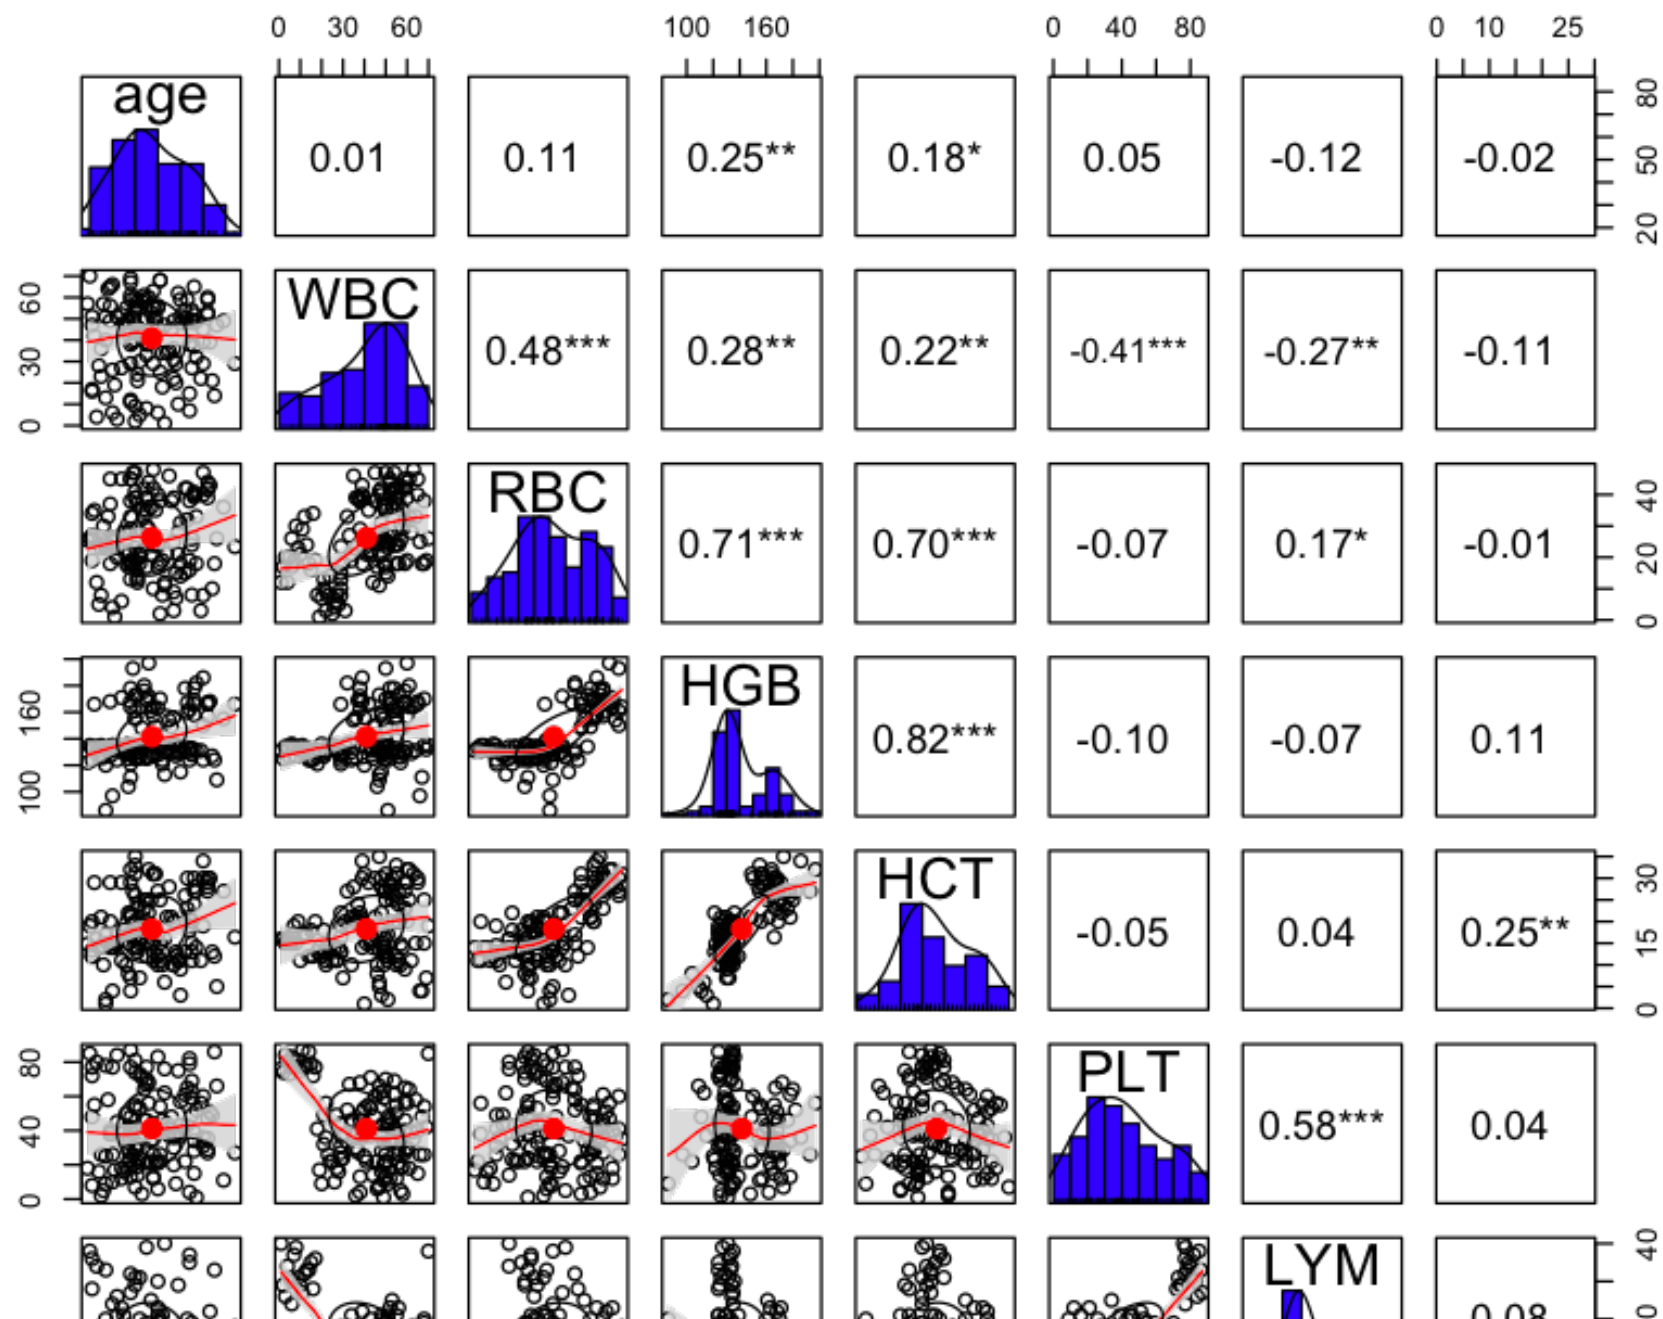 0 30 60 100 160 0 40 80 0 10 25
age 0.01 0.11 0.25** 0.18* 0.05 -0.12 -0.02 20 50 80
0 30 60 WBC 0.48*** 0.28** 0.22** -0.41*** -0.27** -0.11
RBC 0.71*** 0.70*** -0.07 0.17* -0.01 0 20 40
100 160 HGB 0.82*** -0.10 -0.07 0.11
HCT -0.05 0.04 0.25** 0 15 30
0 40 80 PLT 0.58*** 0.04
LYM 40